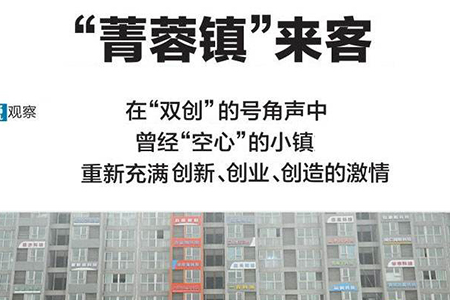 “菁蓉镇”来客
观察
在“双创”的号角声中
曾经“空心”的小镇
重新充满创新、创业、创造的激情